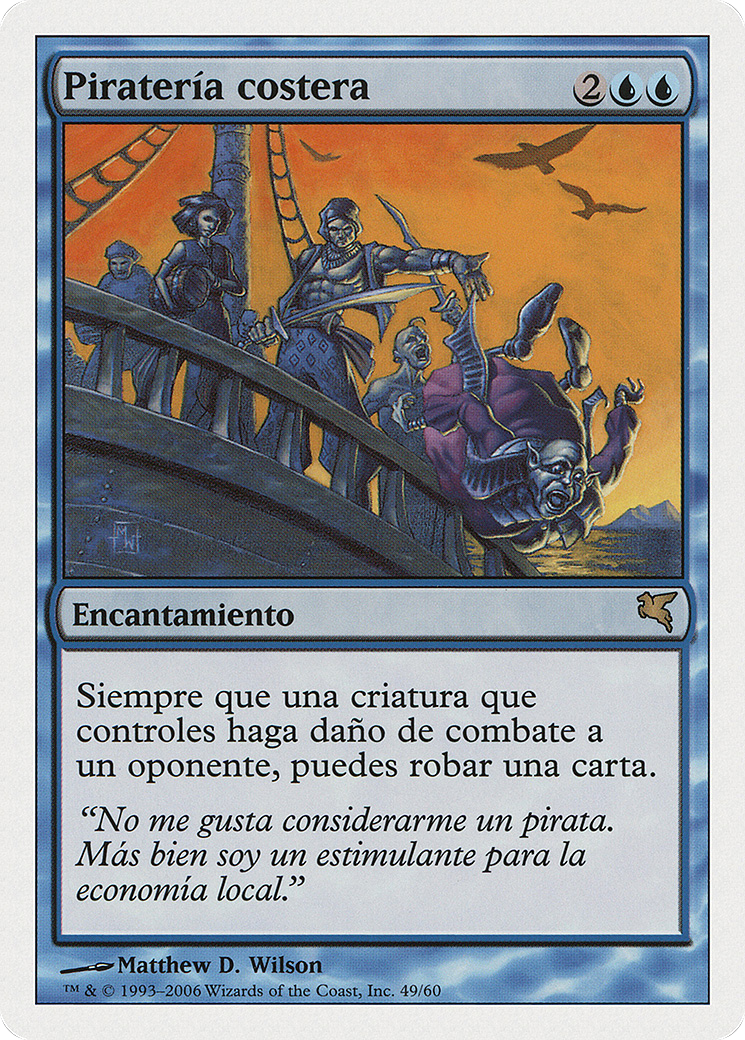 Piratería costera 2
Encantamiento
Siempre que una criatura que
controles haga daño de combate a
un oponente, puedes robar una carta.
“No me gusta considerarme un pirata.
Más bien soy un estimulante para la
economía local.”
Matthew D. Wilson
™ & © 1993–2006 Wizards of the Coast, Inc. 49/60